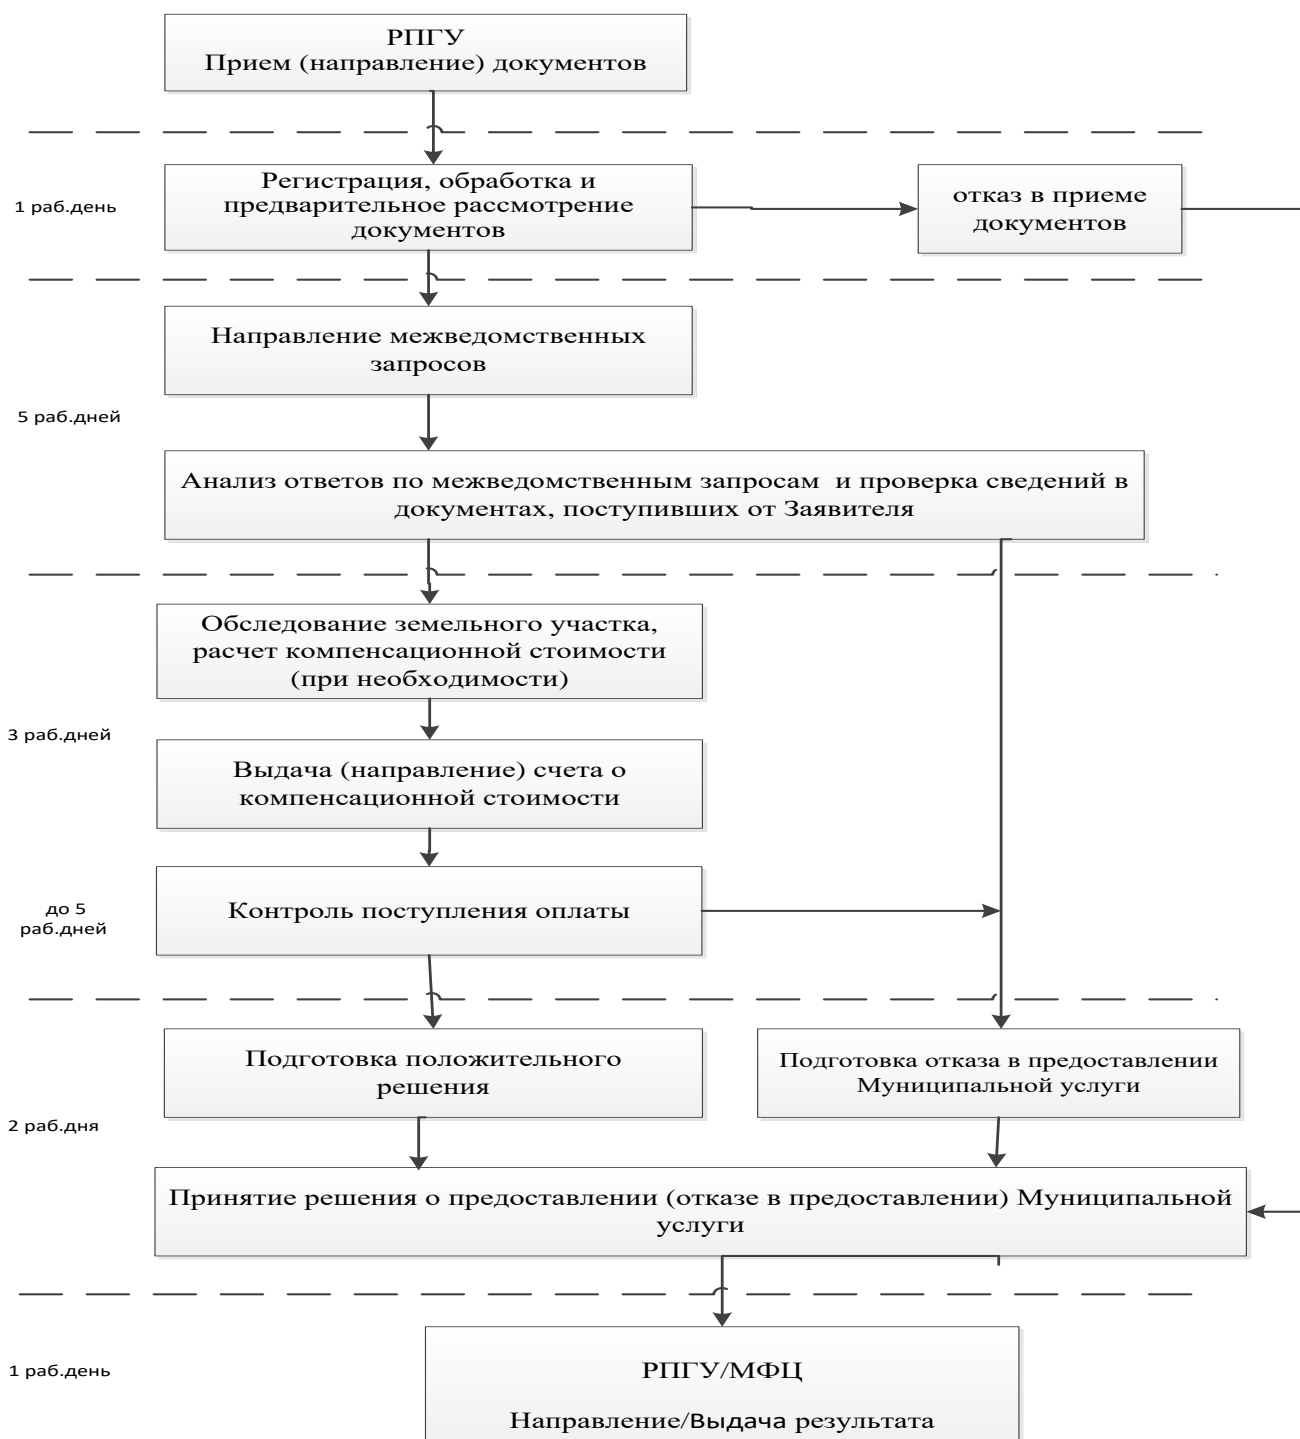 РПГУ
Прием (направление) документов
1 раб.день
Регистрация, обработка и
предварительное рассмотрение
документов
отказ в приеме
документов
Направление межведомственных
запросов
5 раб.дней
Анализ ответов по межведомственным запросам и проверка сведений в
документах, поступивших от Заявителя
Обследование земельного участка,
расчет компенсационной стоимости
(при необходимости)
3 раб.дней
Выдача (направление) счета о
компенсационной стоимости
до 5
раб.дней
Контроль поступления оплаты
Подготовка положительного
решения
Подготовка отказа в предоставлении
Муниципальной услуги
2 раб.дня
Принятие решения о предоставлении (отказе в предоставлении) Муниципальной
услуги
1 раб.день
РПГУ/МФЦ
Направление/Выдача результата